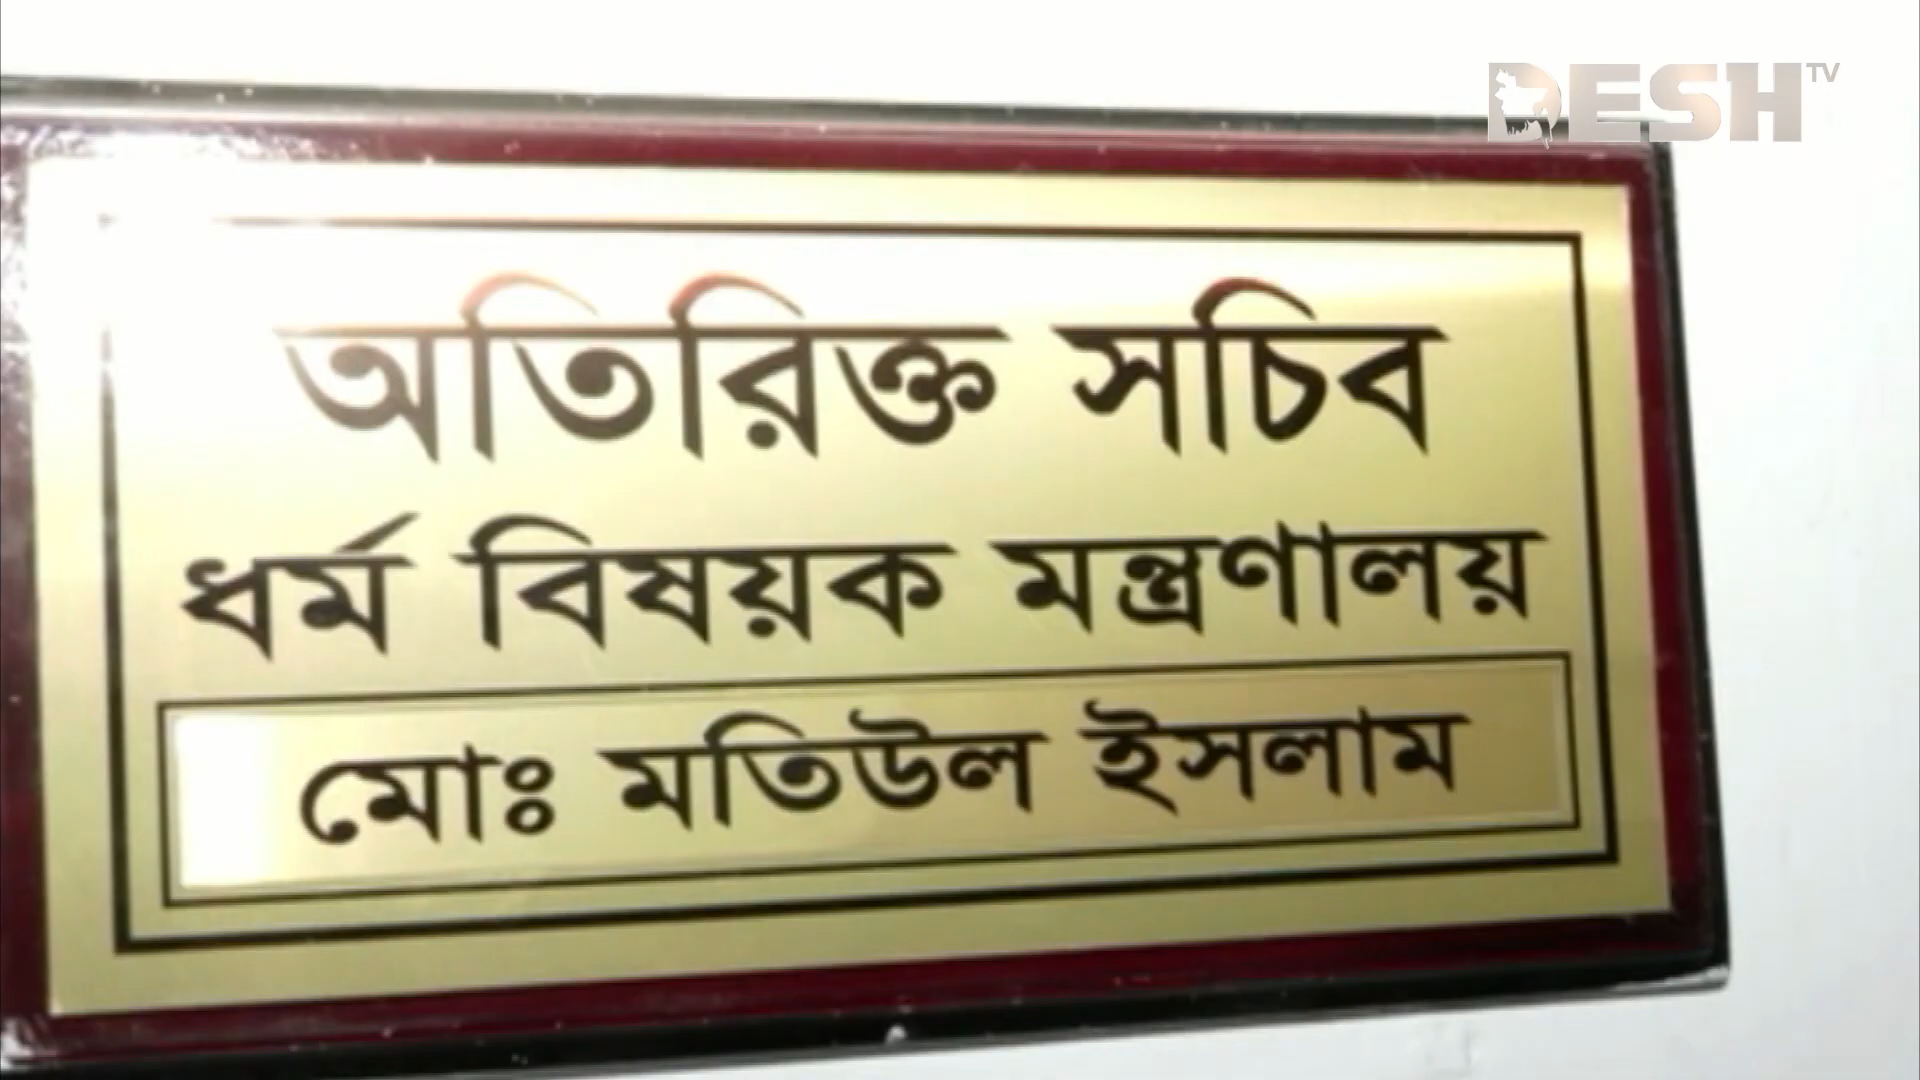 DESH TV
অতিরিক্ত সচিব
ধর্ম বিষয়ক মন্ত্রণালয়
মোঃ মতিউল ইসলাম